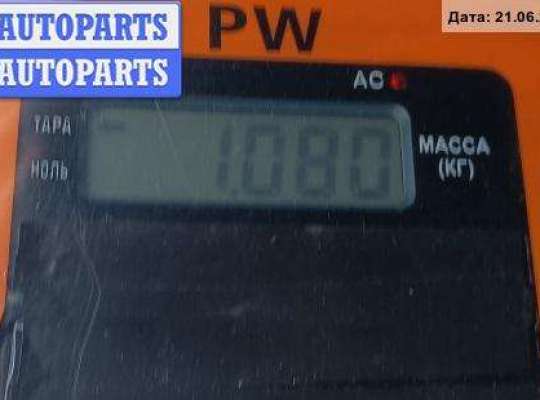 AUTOPARTS
AUTOPARTS
PW
Дата: 21.06.
AC
ТАРА
НОЛЬ
1.080
МАССА
(КГ)